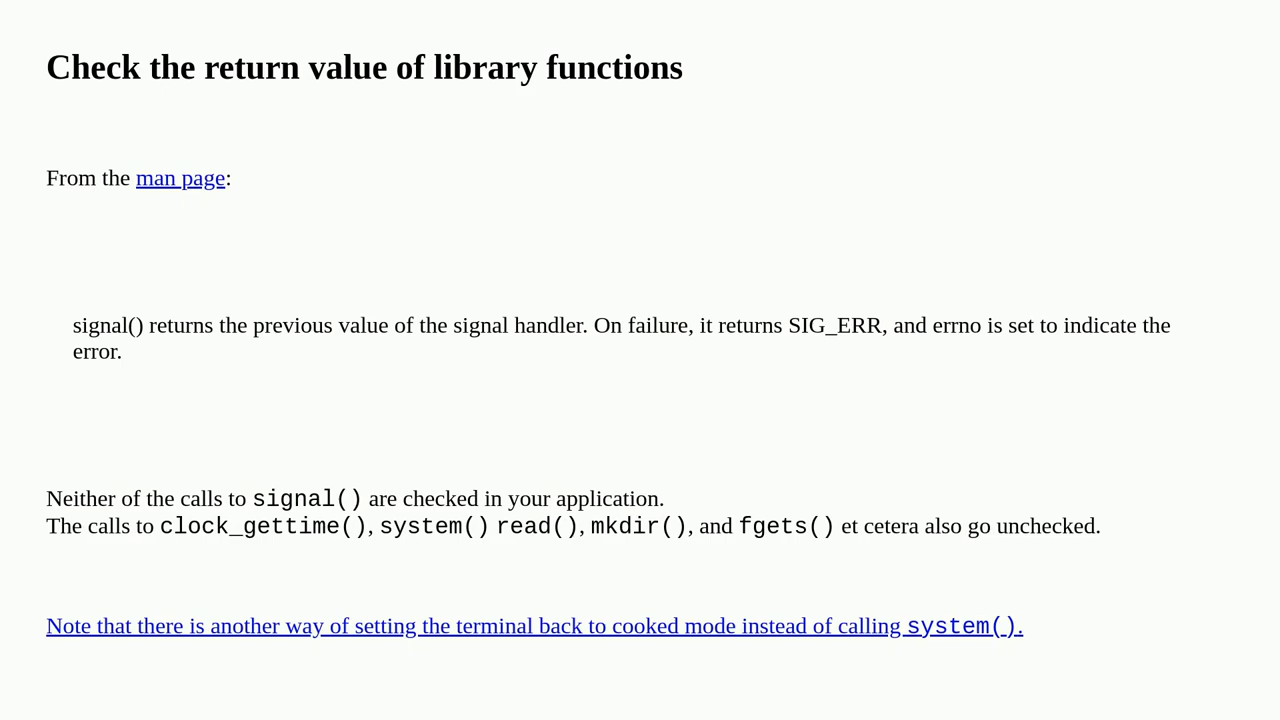 Check the return value of library functions
From the man page:
signal() returns the previous value of the signal handler. On failure, it returns SIG_ERR, and errno is set to indicate the
error.
Neither of the calls to signal() are checked in your application.
The calls to clock_gettime(), system() read(), mkdir(), and fgets() et cetera also go unchecked.
Note that there is another way of setting the terminal back to cooked mode instead of calling system().